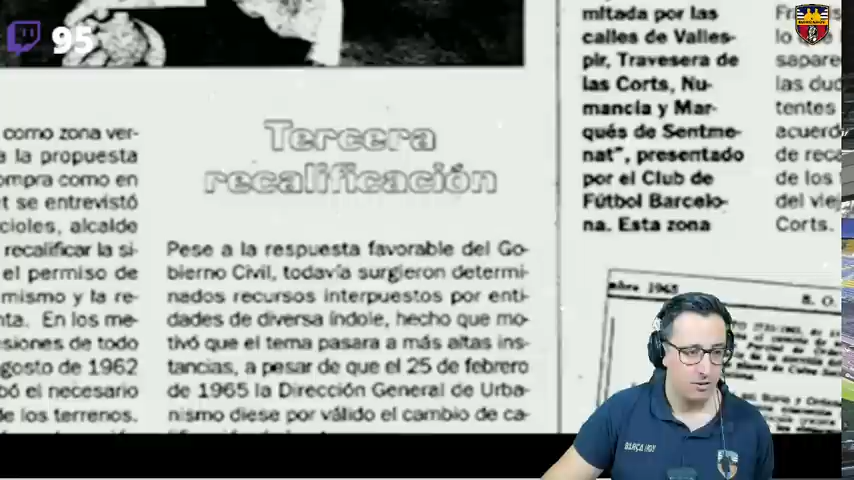 95
como zona ver-
a la propuesta
ompra como en
t se entrevistó
cioles, alcalde
recalificar la si-
el permiso de
mismo y la re-
nta. En los me-
siones de todo
gosto de 1962
bó el necesario
de los terrenos.
Tercera
recalificación
Pese a la respuesta favorable del Go-
bierno Civil, todavía surgieron determi-
nados recursos interpuestos por enti-
dades de diversa índole, hecho que mo-
tivó que el tema pasara a más altas ins-
tancias, a pesar de que el 25 de febrero
de 1965 la Dirección General de Urba-
nismo diese por válido el cambio de ca-
mitada por las
calles de Valles-
pir, Travesera de
las Corts, Nu-
mancia y Mar-
qués de Sentme-
nat", presentado
por el Club de
Fútbol Barcelo-
na. Esta zona
sapare
las dud
tentes
acuerd
de reca
de los
del viej
Corts.
mbre 1965
B. O.
BARÇA HOY